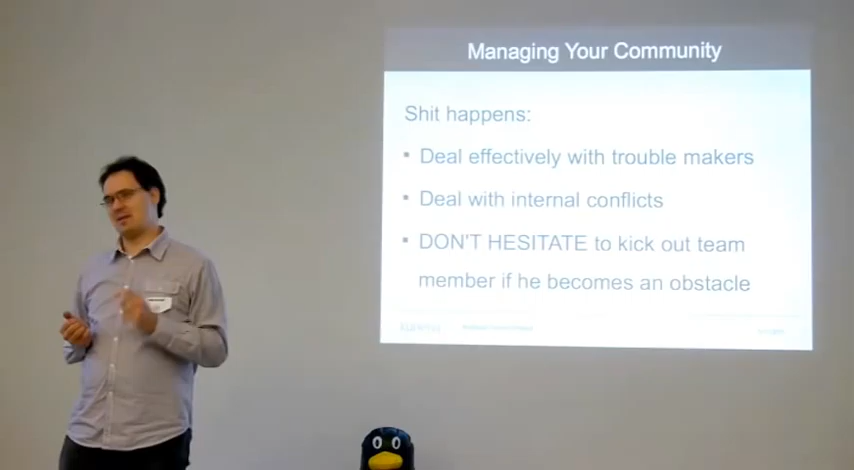 Managing Your Community
Shit happens:
▪ Deal effectively with trouble makers
▪ Deal with internal conflicts
▪ DON'T HESITATE to kick out team
member if he becomes an obstacle